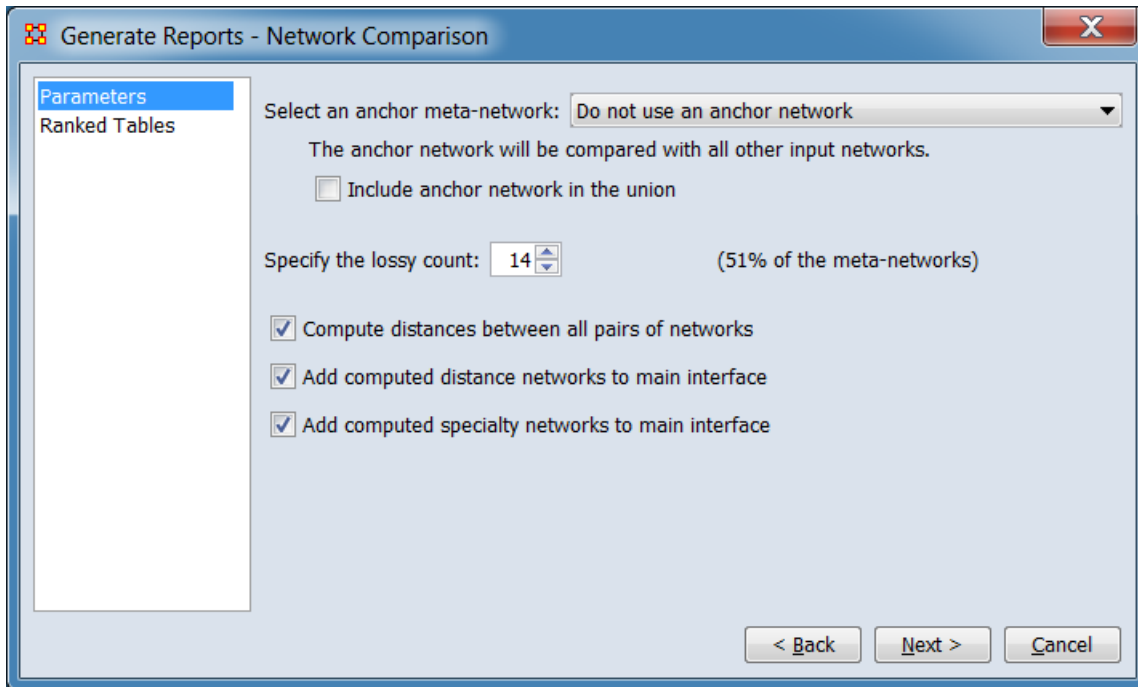 Generate Reports - Network Comparison
X
Parameters
Ranked Tables
Select an anchor meta-network: Do not use an anchor network
The anchor network will be compared with all other input networks.
Include anchor network in the union
Specify the lossy count: 14 (51% of the meta-networks)
Compute distances between all pairs of networks
Add computed distance networks to main interface
Add computed specialty networks to main interface
< Back Next > Cancel